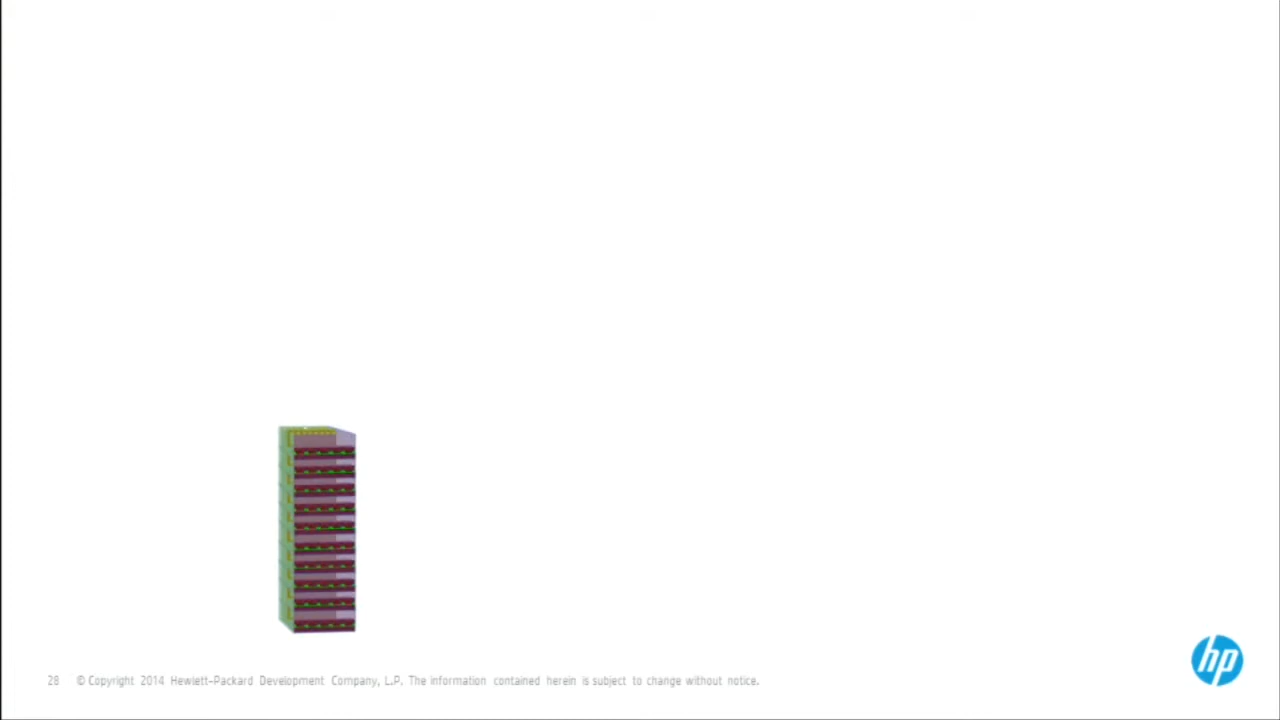 28 © Copyright 2014 Hewlett-Packard Development Company, L.P. The information contained herein is subject to change without notice.
hp